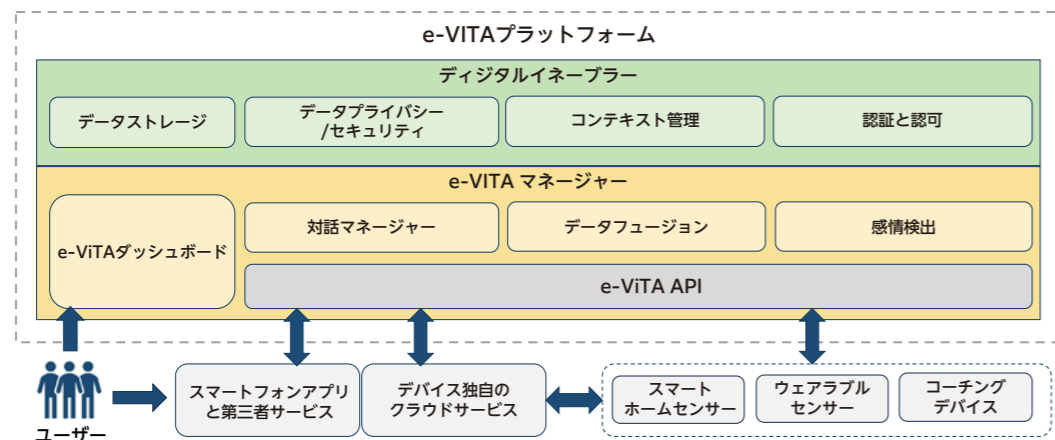 e-VITAプラットフォーム
ディジタルイネーブラー
データストレージ
データプライバシー
/セキュリティ
コンテキスト管理
認証と認可
e-VITA マネージャー
e-ViTAダッシュボード
対話マネージャー
データフュージョン
感情検出
e-ViTA API
ユーザー
スマートフォンアプリ
と第三者サービス
デバイス独自の
クラウドサービス
スマート
ホームセンサー
ウェアラブル
センサー
コーチング
デバイス